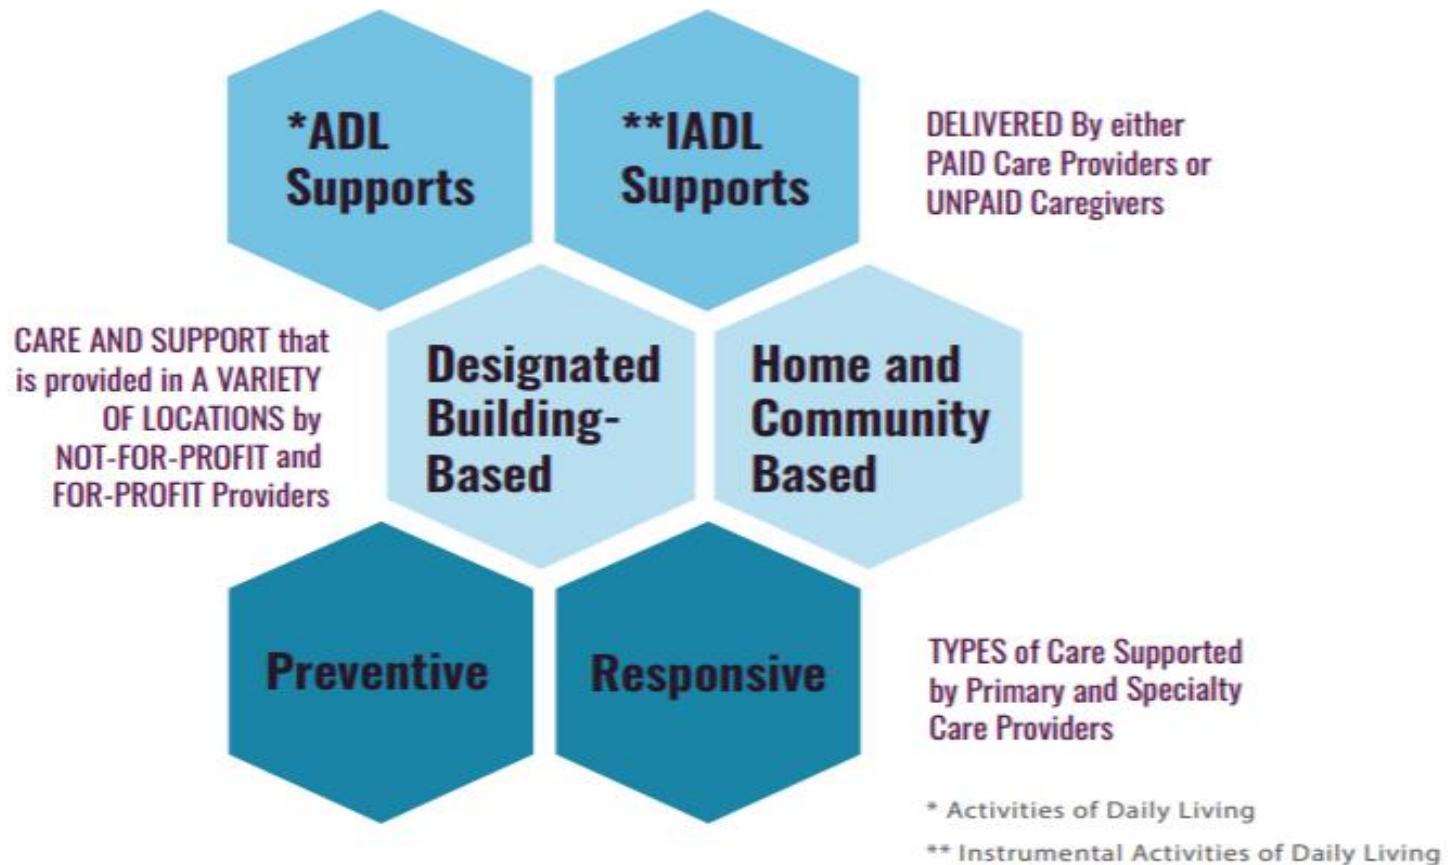 *ADL
Supports
**IADL
Supports
DELIVERED By either
PAID Care Providers or
UNPAID Caregivers
CARE AND SUPPORT that
is provided in A VARIETY
OF LOCATIONS by
NOT-FOR-PROFIT and
FOR-PROFIT Providers
Designated
Building-
Based
Home and
Community
Based
Preventive
Responsive
TYPES of Care Supported
by Primary and Specialty
Care Providers
* Activities of Daily Living
** Instrumental Activities of Daily Living